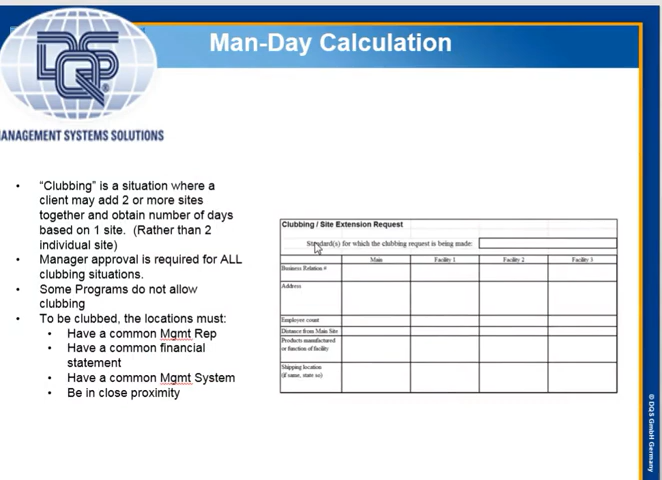 Man-Day Calculation
DQS
MANAGEMENT SYSTEMS SOLUTIONS
• "Clubbing" is a situation where a
client may add 2 or more sites
together and obtain number of days
based on 1 site. (Rather than 2
individual site)
• Manager approval is required for ALL
clubbing situations.
• Some Programs do not allow
clubbing
• To be clubbed, the locations must:
• Have a common Mgmt Rep
• Have a common financial
statement
• Have a common Mgmt System
• Be in close proximity
Clubbing / Site Extension Request
Standard(s) for which the clubbing request is being made:
Main Facility 1 Facility 2 Facility 3
Business Relation #
Address
Employee count
Distance from Main Site
Products manufactured
or function of facility
Shipping location
(if same, state so)
© DQS GmbH Germany